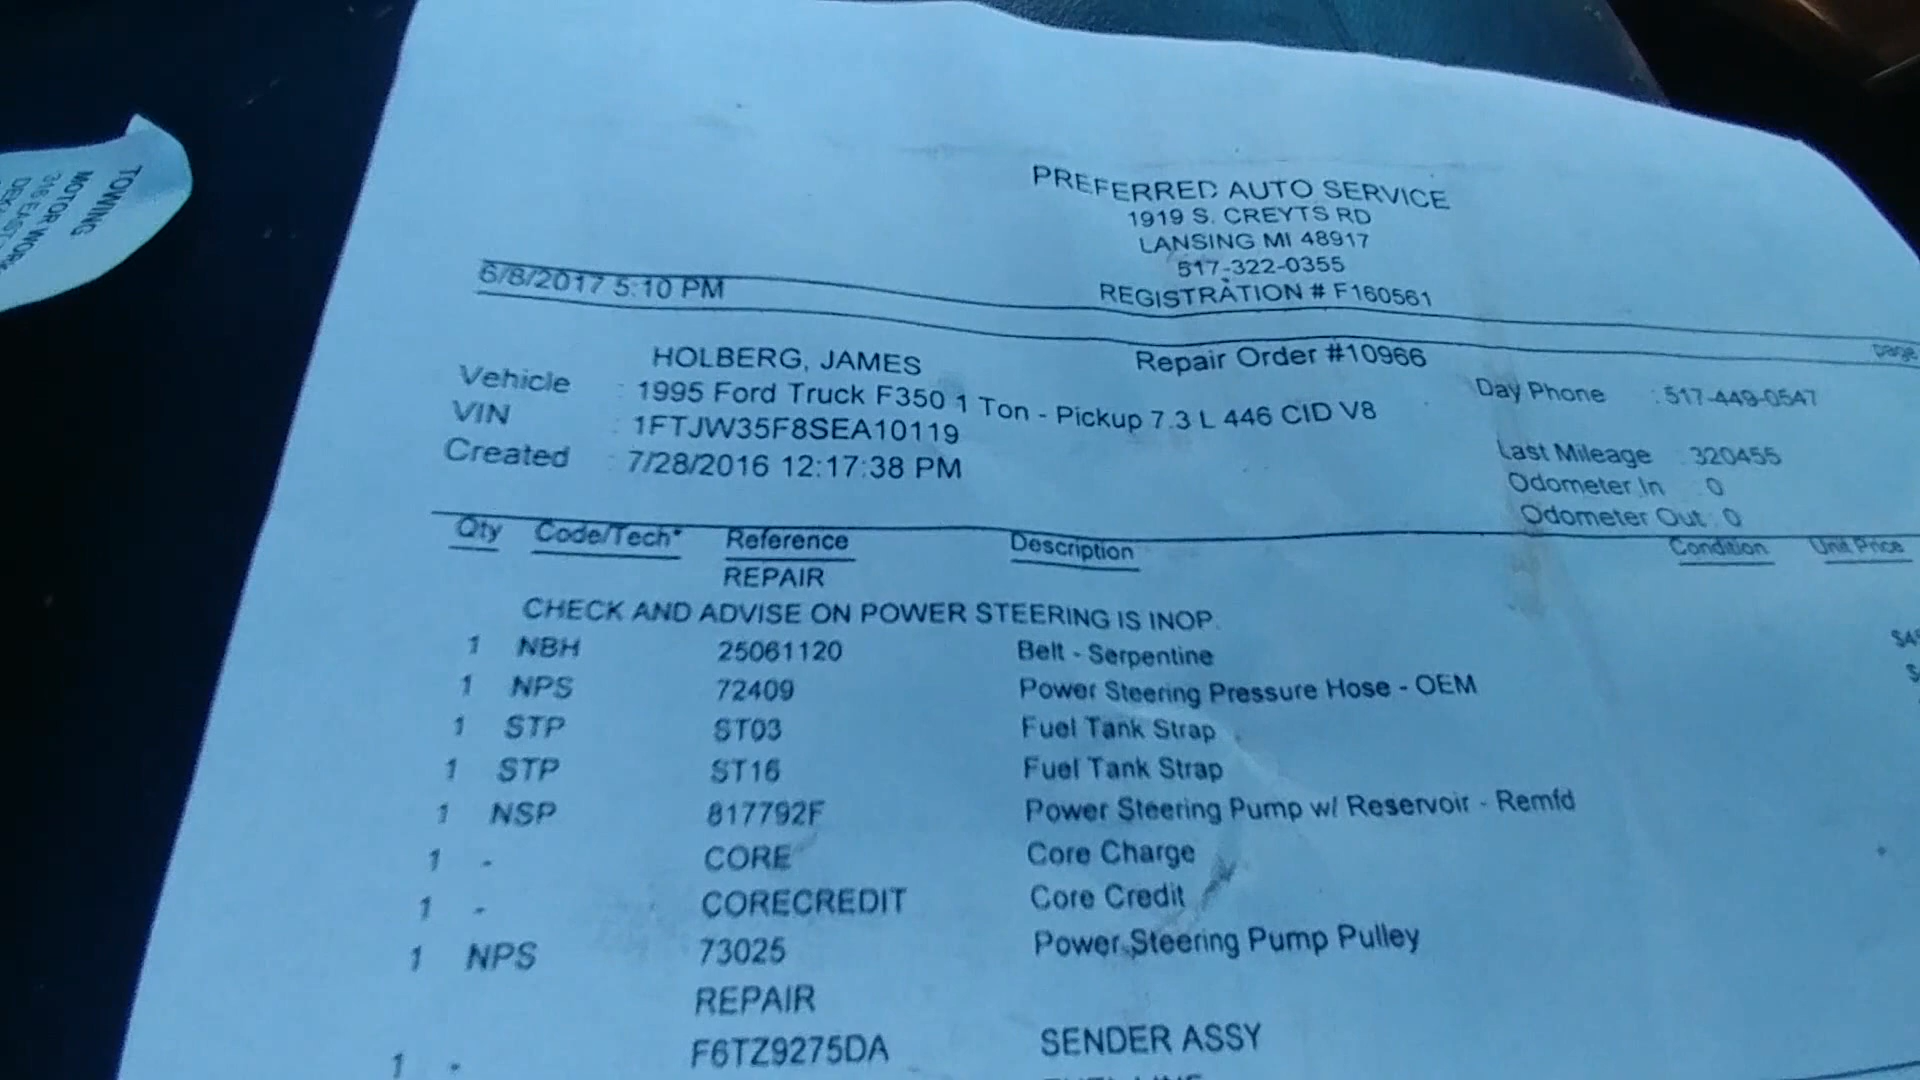 TOWING
MOTOR WOR
316 EAST
PREFERRED AUTO SERVICE
1919 S. CREYTS RD
LANSING MI 48917
517-322-0355
REGISTRATION # F160561
6/8/2017 5:10 PM
page
HOLBERG, JAMES Repair Order #10966
Vehicle : 1995 Ford Truck F350 1 Ton - Pickup 7.3 L 446 CID V8 Day Phone : 517-449-0547
VIN : 1FTJW35F8SEA10119
Created : 7/28/2016 12:17:38 PM Last Mileage : 320455
Odometer In : 0
Odometer Out : 0
Qty Code/Tech* Reference Description Condition Unit Price
REPAIR
CHECK AND ADVISE ON POWER STEERING IS INOP.
1 NBH 25061120 Belt - Serpentine
1 NPS 72409 Power Steering Pressure Hose - OEM
1 STP ST03 Fuel Tank Strap
1 STP ST16 Fuel Tank Strap
1 NSP 817792F Power Steering Pump w/ Reservoir - Remfd
1 - CORE Core Charge
1 - CORECREDIT Core Credit
1 NPS 73025 Power Steering Pump Pulley
REPAIR
1 - F6TZ9275DA SENDER ASSY